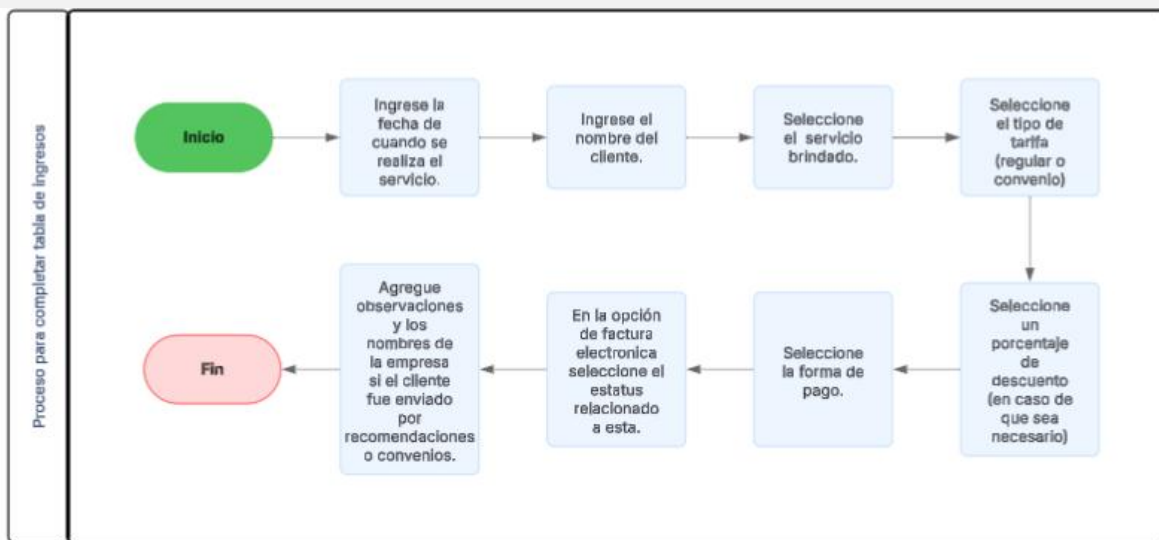 Proceso para completar tabla de ingresos
Inicio
Ingrese la
fecha de
cuando se
realiza el
servicio.
Ingrese el
nombre del
cliente.
Seleccione
el servicio
brindado.
Seleccione
el tipo de
tarifa
(regular o
convenio)
Seleccione
un
porcentaje
de
descuento
(en caso de
que sea
necesario)
Seleccione
la forma de
pago.
En la opción
de factura
electronica
seleccione el
estatus
relacionado
a esta.
Agregue
observaciones
y los
nombres de
la empresa
si el cliente
fue enviado
por
recomendaciones
o convenios.
Fin